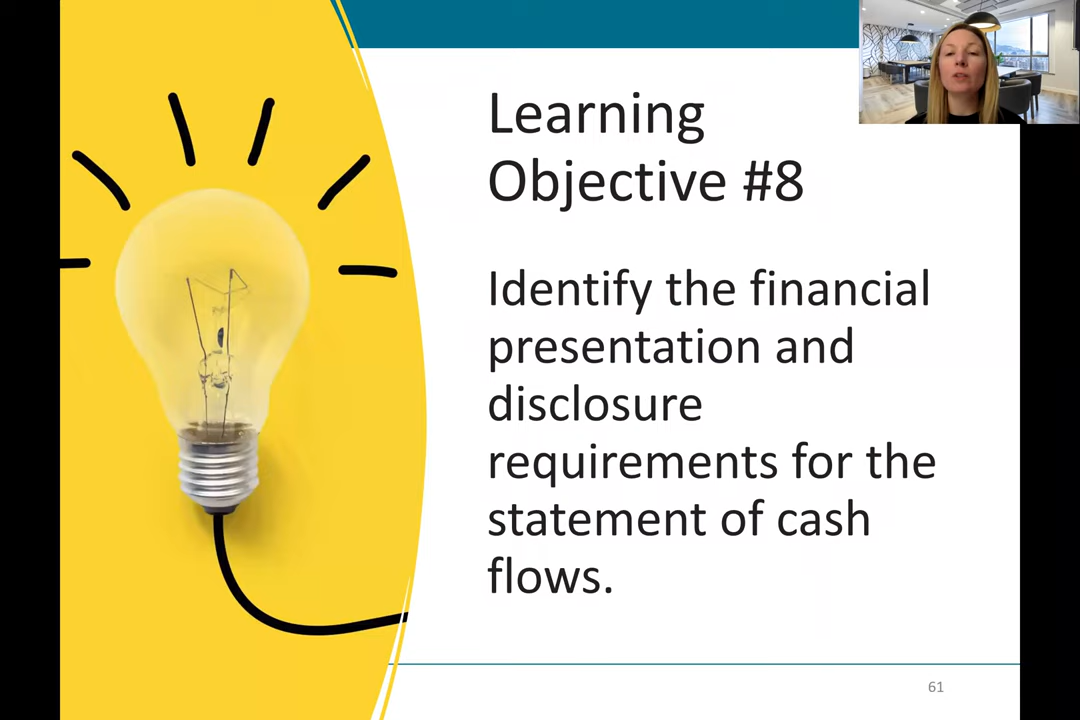 Learning
Objective #8
Identify the financial
presentation and
disclosure
requirements for the
statement of cash
flows.
61